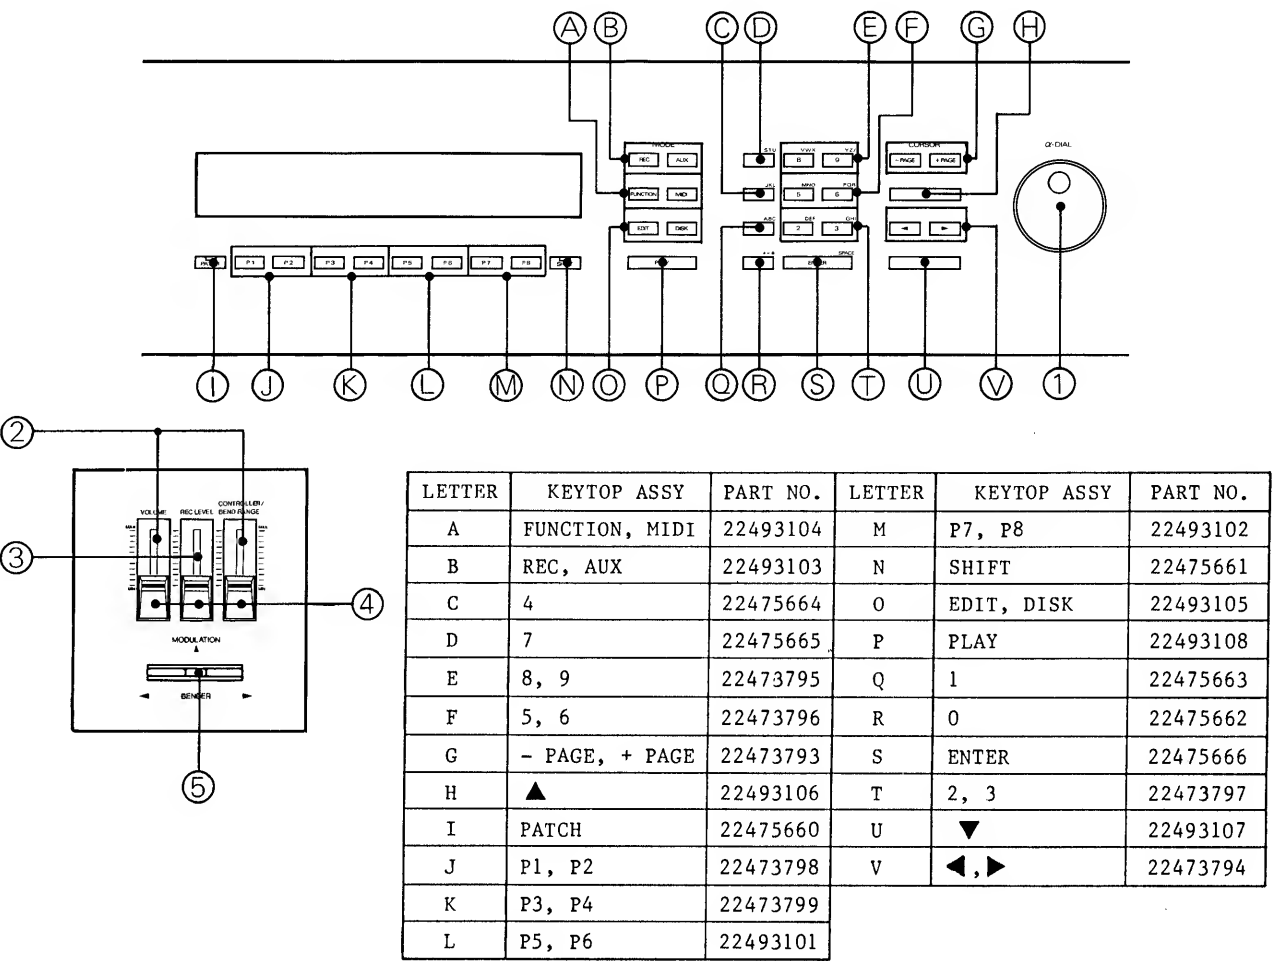 A B C D E F G H
MODE CURSOR α-DIAL
STU VWX YZ/
REC AUX 8 9 - PAGE + PAGE
JKL MNO PQR
FUNCTION MIDI 5 6
ABC DEF GHI
EDIT DISK 2 3 ◄ ►
SPACE
P1 P2 P3 P4 P5 P6 P7 P8
I J K L M N O P Q R S T U V 1
2
CONTROLLER/
VOLUME REC LEVEL BEND RANGE
MAX MAX
3
MIN MIN
4
MODULATION
▲
◄ BENDER ►
5
LETTER KEYTOP ASSY PART NO. LETTER KEYTOP ASSY PART NO.
A FUNCTION, MIDI 22493104 M P7, P8 22493102
B REC, AUX 22493103 N SHIFT 22475661
C 4 22475664 O EDIT, DISK 22493105
D 7 22475665 P PLAY 22493108
E 8, 9 22473795 Q 1 22475663
F 5, 6 22473796 R 0 22475662
G - PAGE, + PAGE 22473793 S ENTER 22475666
H ▲ 22493106 T 2, 3 22473797
I PATCH 22475660 U ▼ 22493107
J P1, P2 22473798 V ◄,► 22473794
K P3, P4 22473799
L P5, P6 22493101